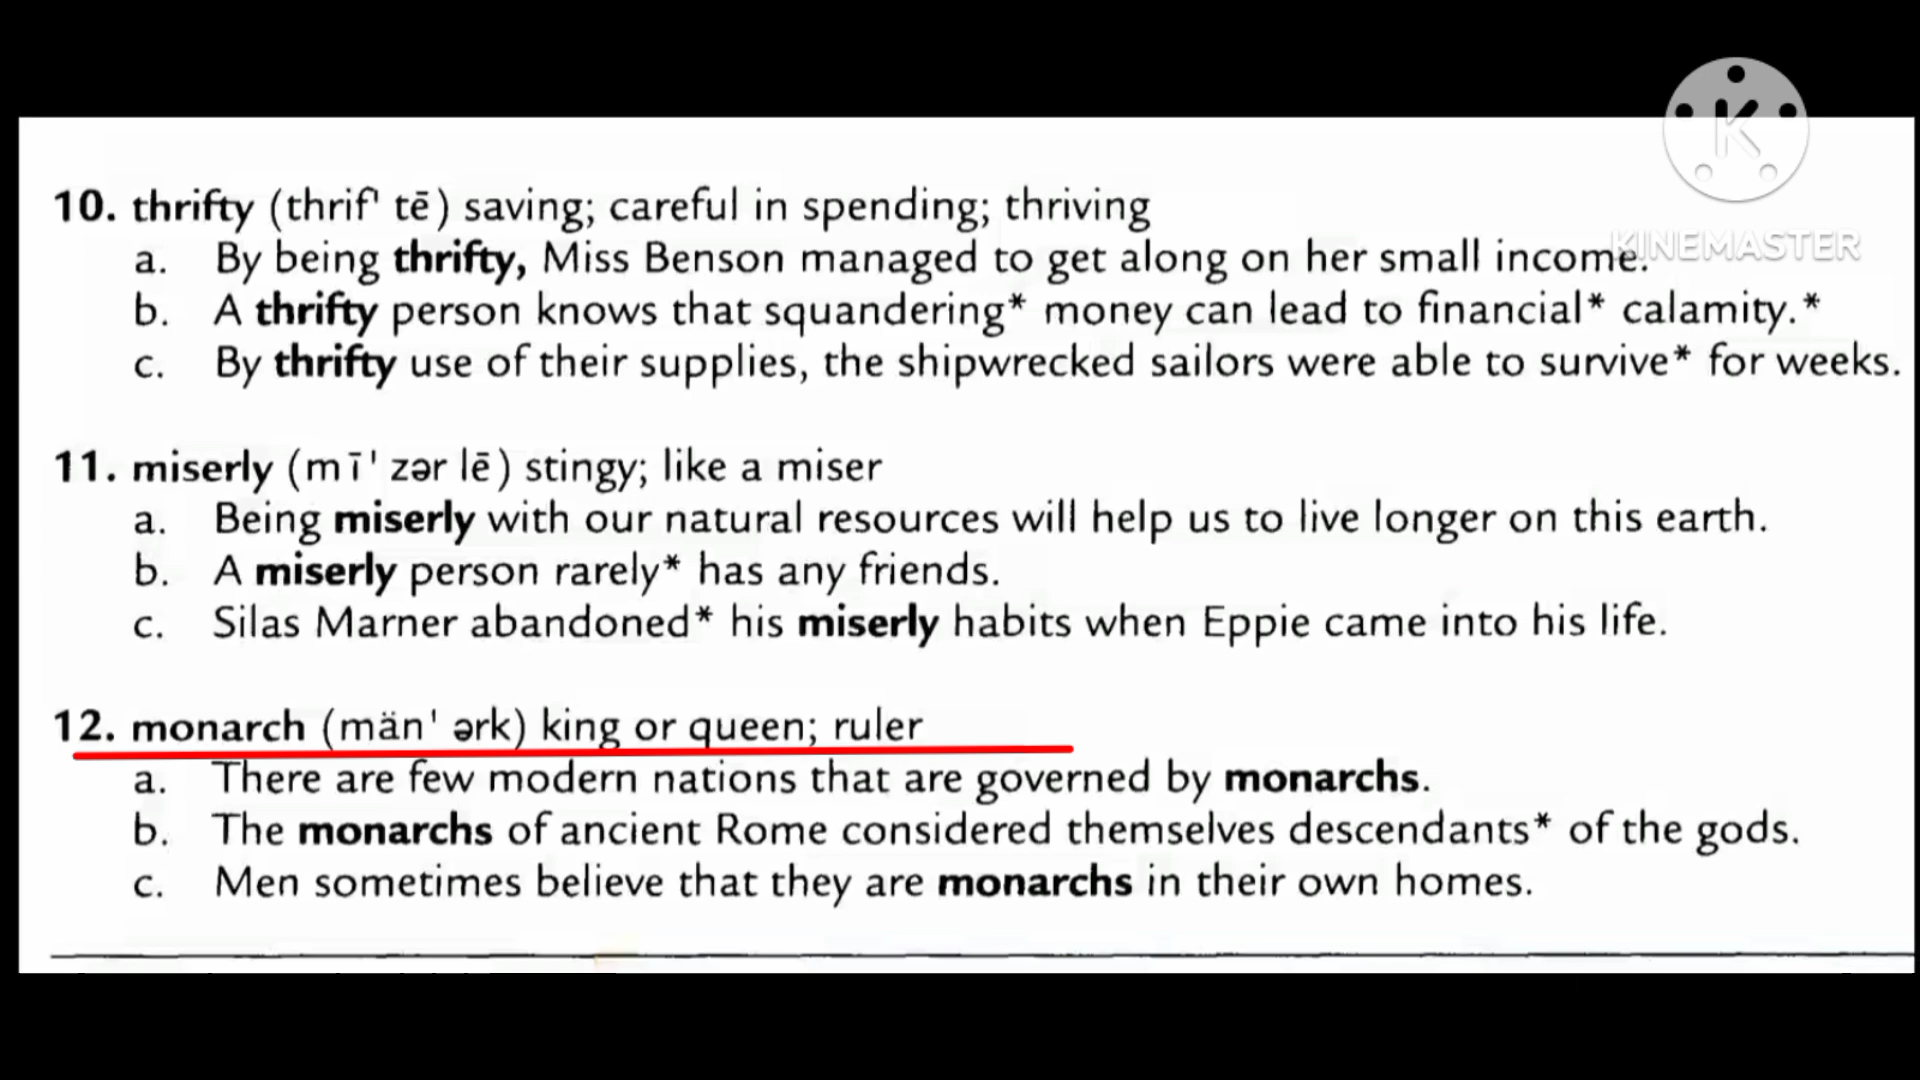 KINEMASTER
10. thrifty (thrif' tē) saving; careful in spending; thriving
a. By being thrifty, Miss Benson managed to get along on her small income.
b. A thrifty person knows that squandering* money can lead to financial* calamity.*
c. By thrifty use of their supplies, the shipwrecked sailors were able to survive* for weeks.
11. miserly (mī' zər lē) stingy; like a miser
a. Being miserly with our natural resources will help us to live longer on this earth.
b. A miserly person rarely* has any friends.
c. Silas Marner abandoned* his miserly habits when Eppie came into his life.
12. monarch (män' ərk) king or queen; ruler
a. There are few modern nations that are governed by monarchs.
b. The monarchs of ancient Rome considered themselves descendants* of the gods.
c. Men sometimes believe that they are monarchs in their own homes.